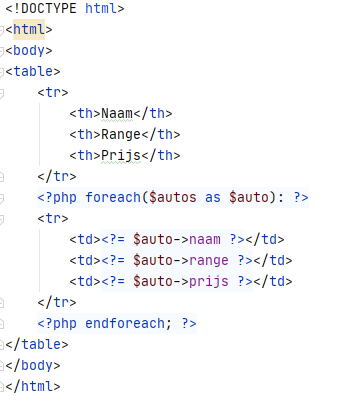 <!DOCTYPE html>
<html>
<body>
<table>
    <tr>
        <th>Naam</th>
        <th>Range</th>
        <th>Prijs</th>
    </tr>
    <?php foreach($autos as $auto): ?>
    <tr>
        <td><?= $auto->naam ?></td>
        <td><?= $auto->range ?></td>
        <td><?= $auto->prijs ?></td>
    </tr>
    <?php endforeach; ?>
</table>
</body>
</html>